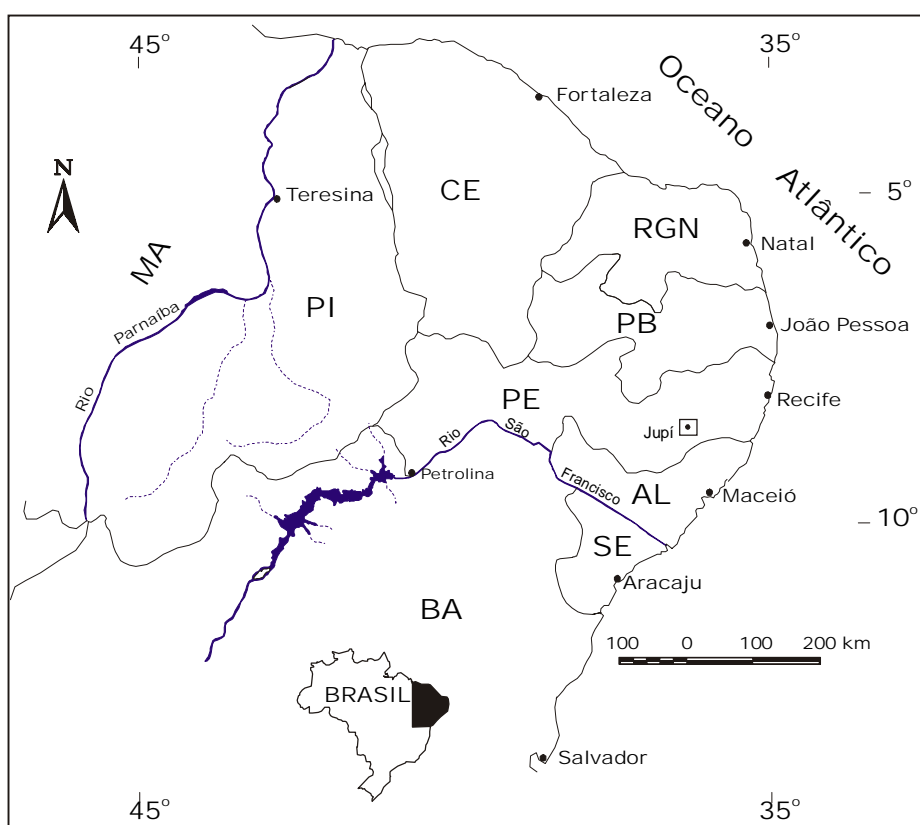 45°
35°
Oceano
Atlântico
Fortaleza
N
Teresina
CE
5°
RGN
Natal
MA
PI
Parnaíba
PB
João Pessoa
Rio
PE
Recife
São
Jupí
Rio
Petrolina
Francisco
AL
Maceió
10°
SE
Aracaju
BA
100 0 100 200 km
BRASIL
Salvador
45°
35°